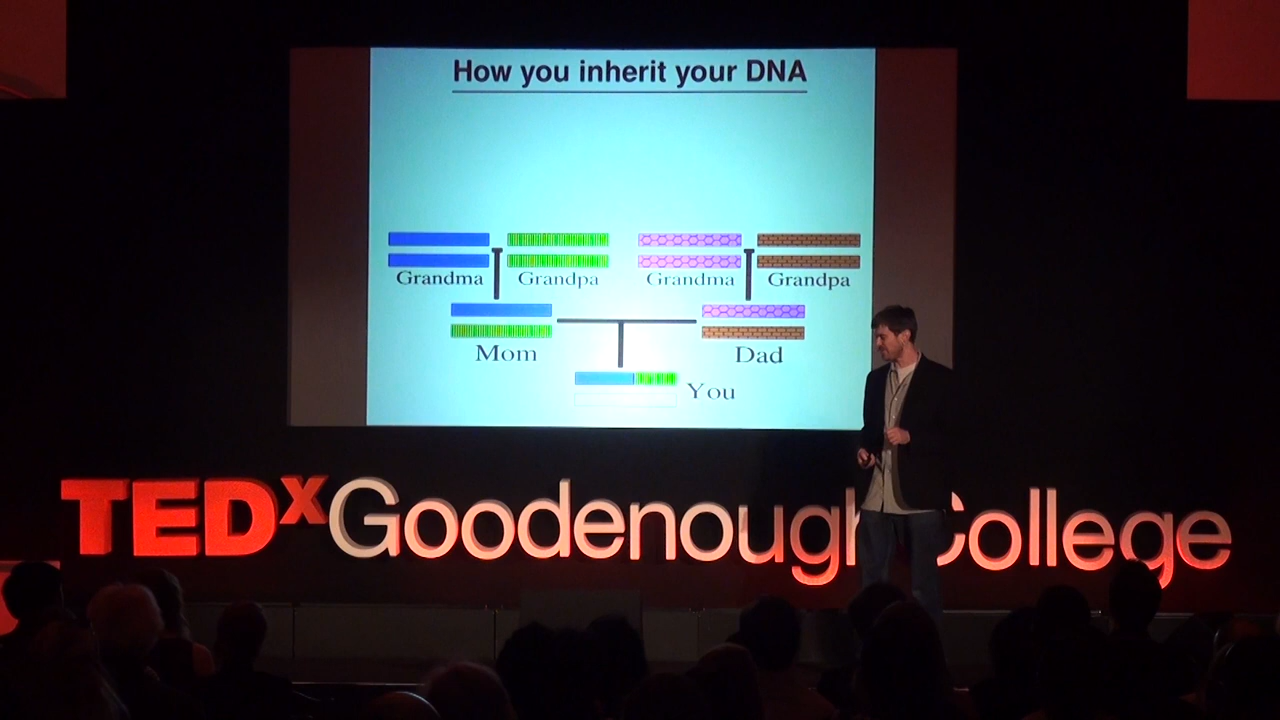 How you inherit your DNA
Grandma Grandpa Grandma Grandpa
Mom Dad
You
TEDxGoodenough College